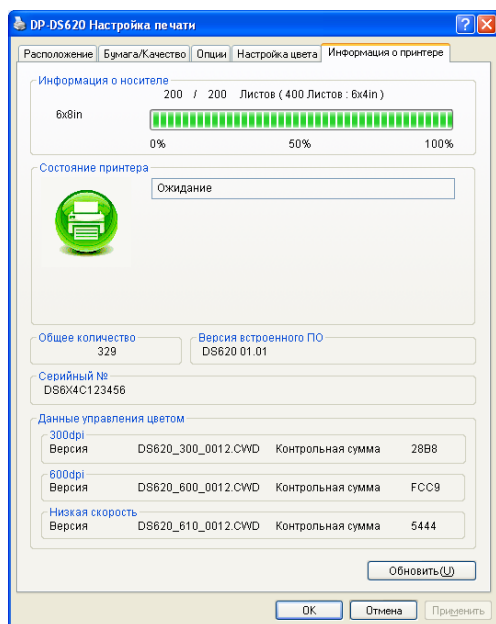 DP-DS620 Настройка печати
Расположение Бумага/Качество Опции Настройка цвета Информация о принтере
Информация о носителе
200 / 200 Листов ( 400 Листов : 6x4in )
6x8in
0% 50% 100%
Состояние принтера
Ожидание
Общее количество Версия встроенного ПО
329 DS620 01.01
Серийный №
DS6X4C123456
Данные управления цветом
300dpi
Версия DS620_300_0012.CWD Контрольная сумма 28B8
600dpi
Версия DS620_600_0012.CWD Контрольная сумма FCC9
Низкая скорость
Версия DS620_610_0012.CWD Контрольная сумма 5444
Обновить(U)
OK Отмена Применить